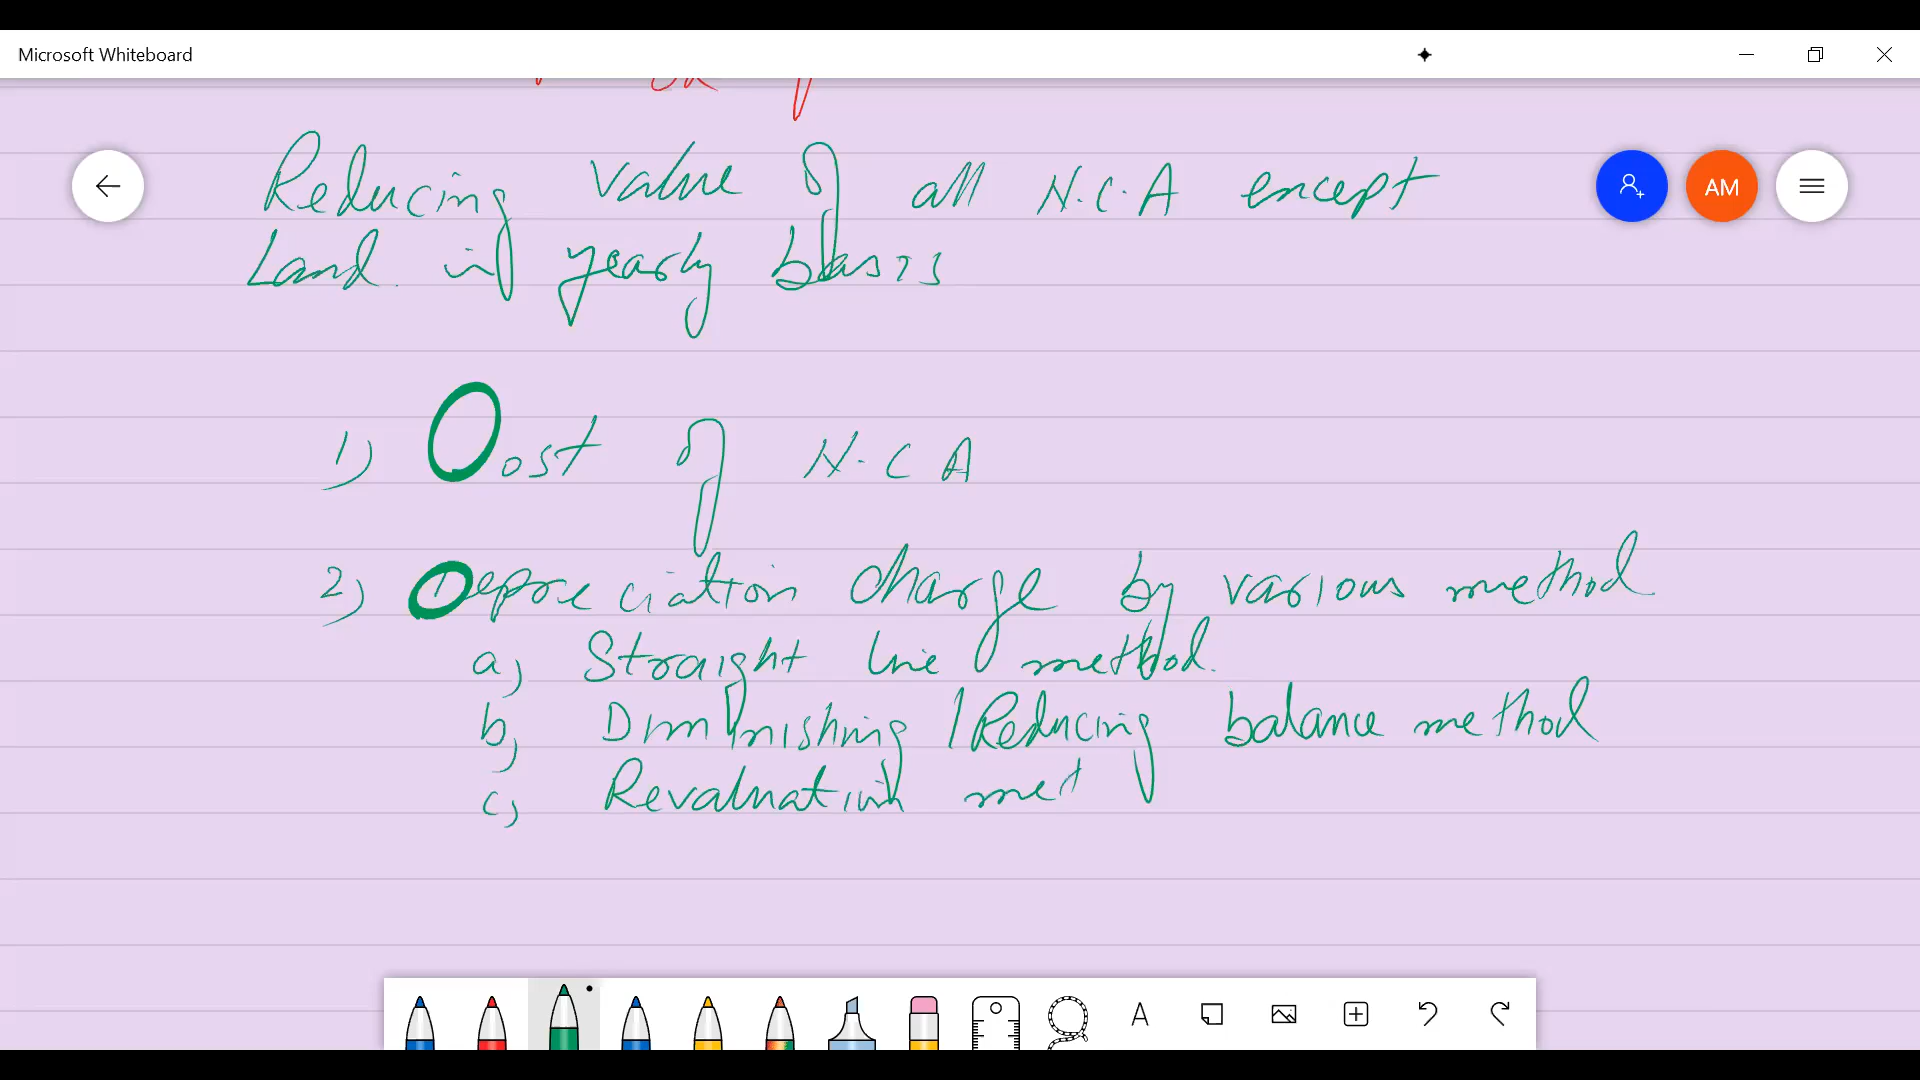 Microsoft Whiteboard
Reducing value of all N.C.A except
AM
Land in yearly basis
1) Cost of N.C A
2) Depreciation charge by various method
a) Straight line method.
b) Diminishing / Reducing balance method
c) Revaluation met